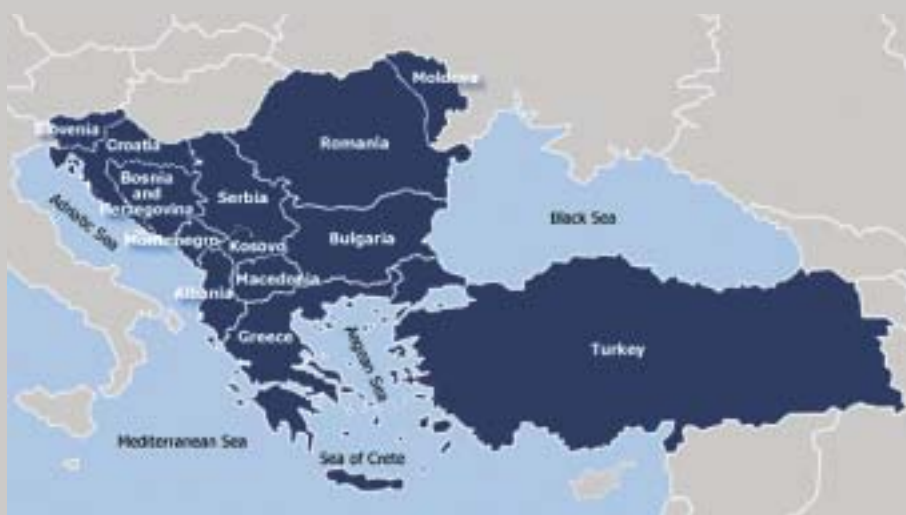 Moldova
Slovenia
Croatia
Romania
Bosnia
and
Herzegovina
Serbia
Adriatic Sea
Black Sea
Montenegro
Kosovo
Bulgaria
Macedonia
Albania
Greece
Aegean Sea
Turkey
Mediterranean Sea
Sea of Crete